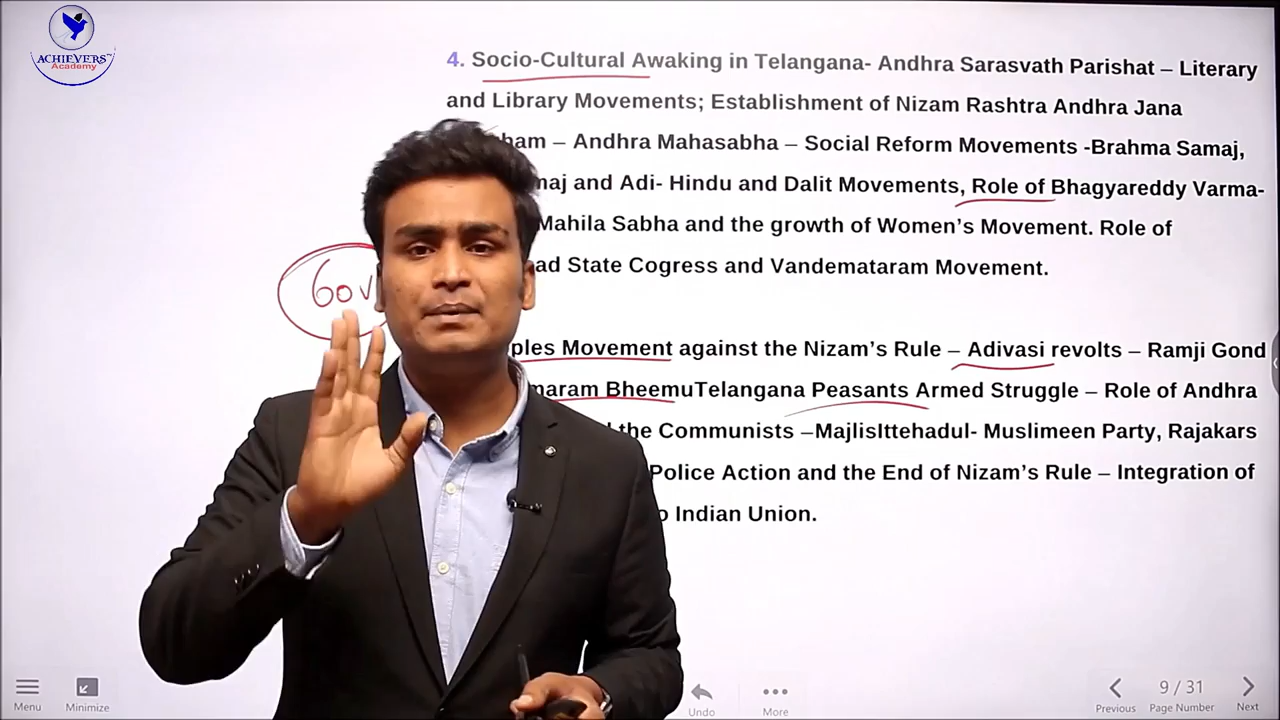 ACHIEVERS
Academy
4. Socio-Cultural Awaking in Telangana- Andhra Sarasvath Parishat – Literary
and Library Movements; Establishment of Nizam Rashtra Andhra Jana
ham – Andhra Mahasabha – Social Reform Movements -Brahma Samaj,
maj and Adi- Hindu and Dalit Movements, Role of Bhagyareddy Varma-
Mahila Sabha and the growth of Women's Movement. Role of
ad State Cogress and Vandemataram Movement.
Gov
ples Movement against the Nizam's Rule – Adivasi revolts – Ramji Gond
maram BheemuTelangana Peasants Armed Struggle – Role of Andhra
the Communists –MajlisIttehadul- Muslimeen Party, Rajakars
Police Action and the End of Nizam's Rule – Integration of
o Indian Union.
Menu
Minimize
Undo
More
Previous
9 / 31
Page Number
Next